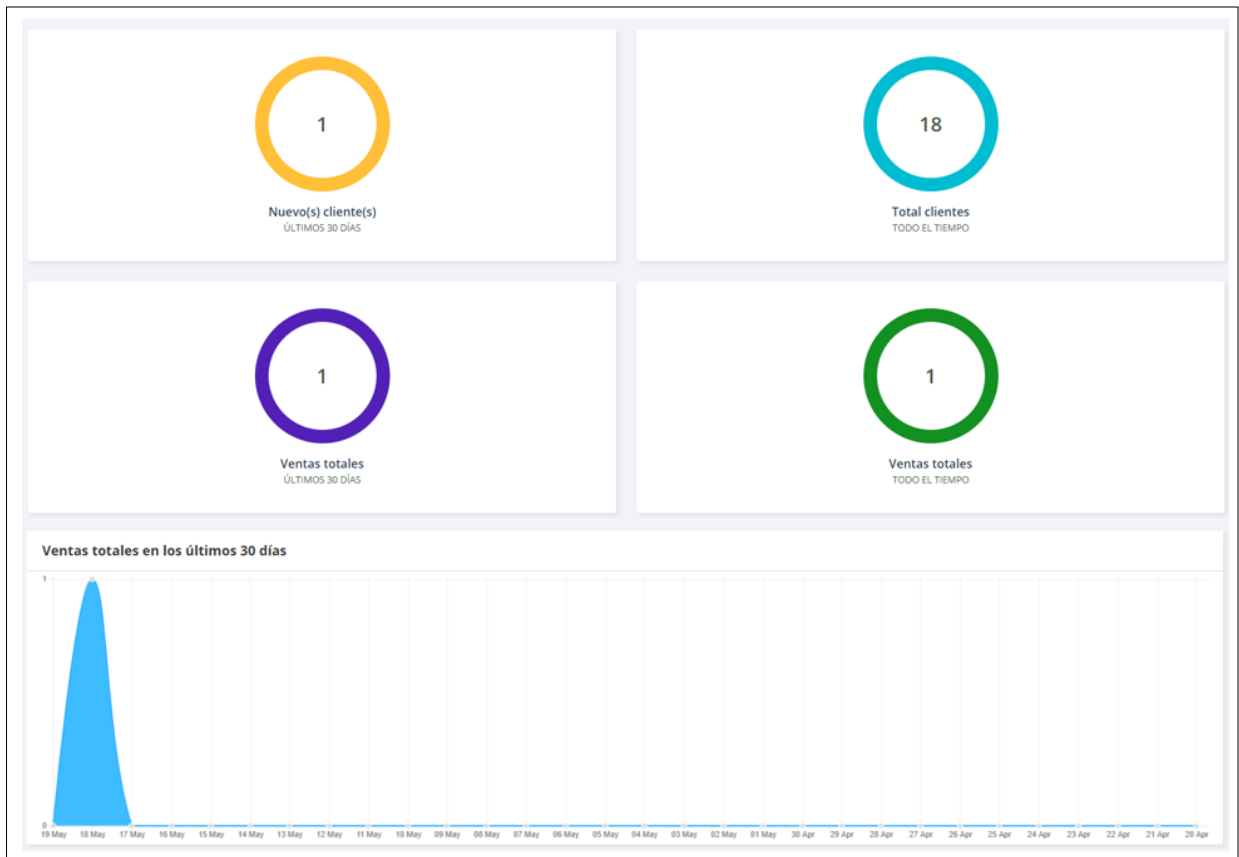 1
Nuevo(s) cliente(s)
ÚLTIMOS 30 DÍAS
18
Total clientes
TODO EL TIEMPO
1
Ventas totales
ÚLTIMOS 30 DÍAS
1
Ventas totales
TODO EL TIEMPO
Ventas totales en los últimos 30 días
1
0
19 May 18 May 17 May 16 May 15 May 14 May 13 May 12 May 11 May 10 May 09 May 08 May 07 May 06 May 05 May 04 May 03 May 02 May 01 May 30 Apr 29 Apr 28 Apr 27 Apr 26 Apr 25 Apr 24 Apr 23 Apr 22 Apr 21 Apr 20 Apr